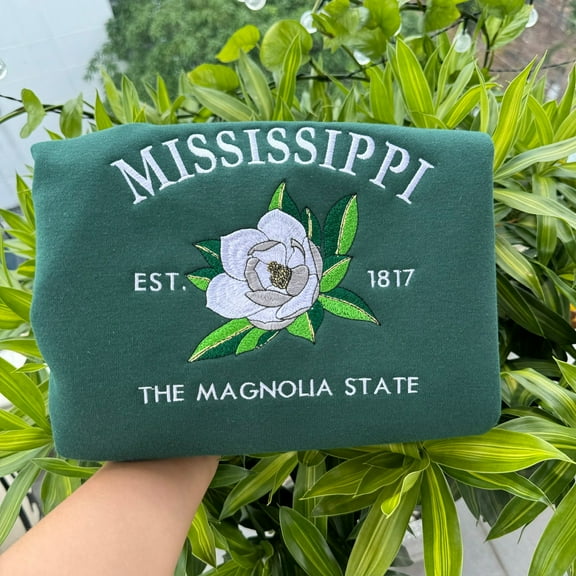 MISSISSIPPI
EST. 1817
THE MAGNOLIA STATE